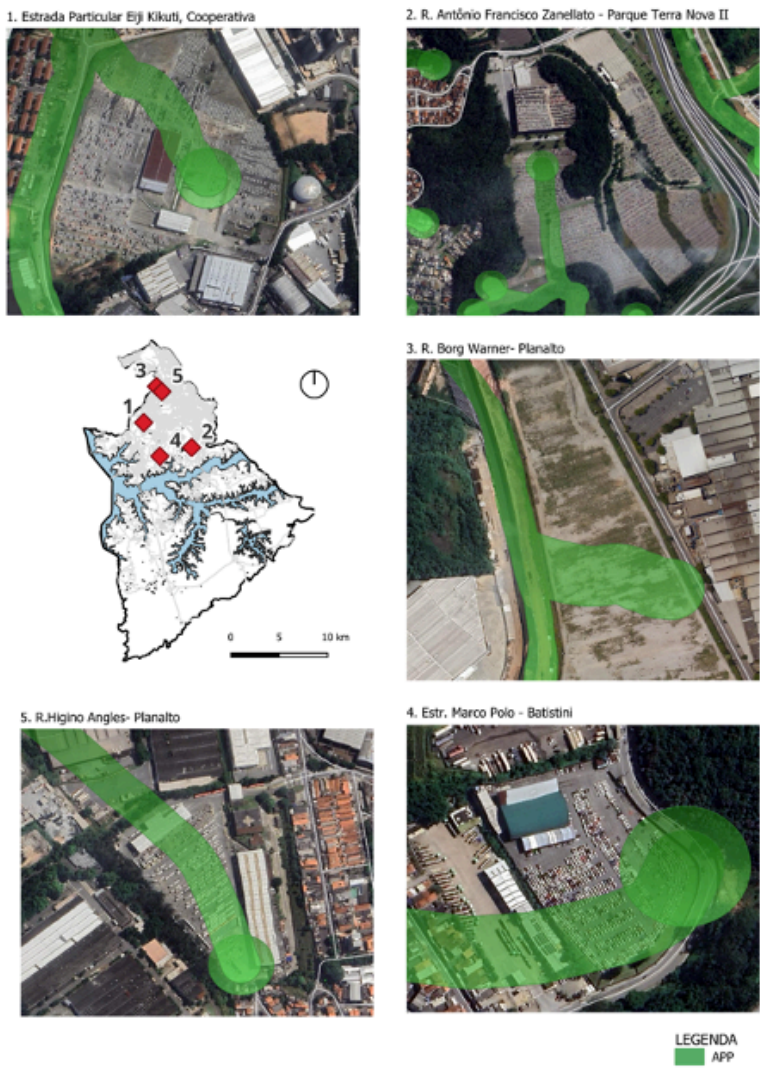 1. Estrada Particular Eiji Kikuti, Cooperativa
2. R. Antônio Francisco Zanellato - Parque Terra Nova II
3
5
1
4
2
0 5 10 km
3. R. Borg Warner- Planalto
5. R.Higino Angles- Planalto
4. Estr. Marco Polo - Batistini
LEGENDA
APP